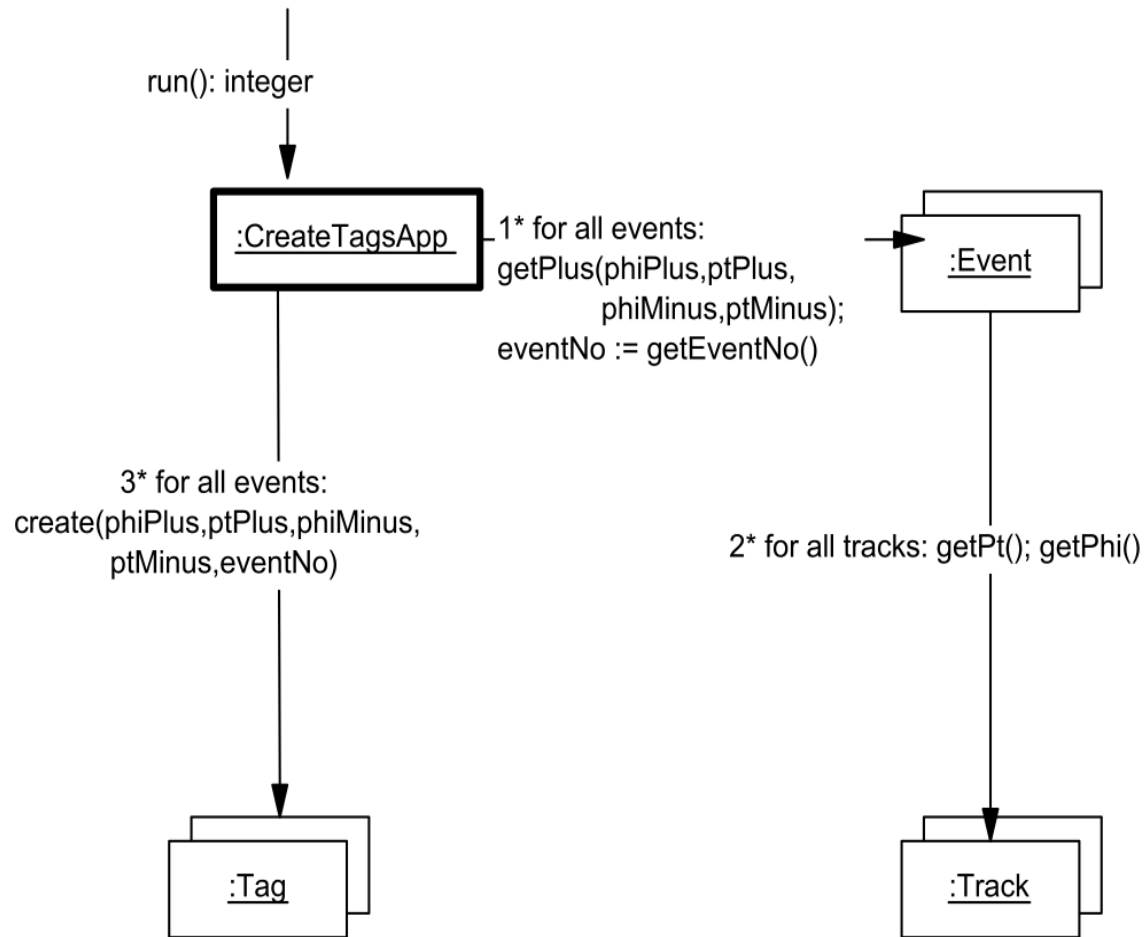 run(): integer
:CreateTagsApp
1* for all events:
getPlus(phiPlus,ptPlus,
phiMinus,ptMinus);
eventNo := getEventNo()
:Event
3* for all events:
create(phiPlus,ptPlus,phiMinus,
ptMinus,eventNo)
2* for all tracks: getPt(); getPhi()
:Tag
:Track